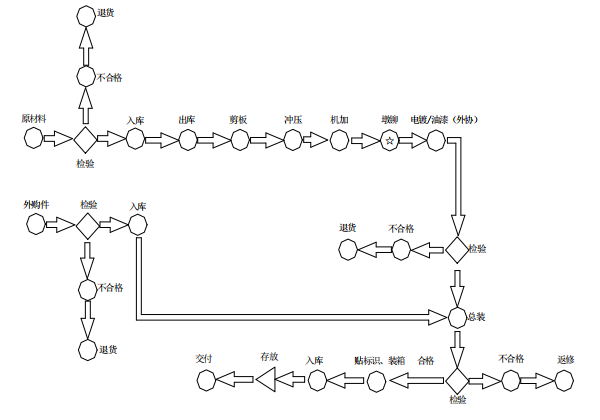 退货
不合格
原材料
入库
出库
剪板
冲压
机加
墩铆
电镀/油漆（外协）
检验
外购件
检验
入库
退货
不合格
检验
不合格
总装
退货
交付
存放
入库
贴标识、装箱
合格
不合格
返修
检验